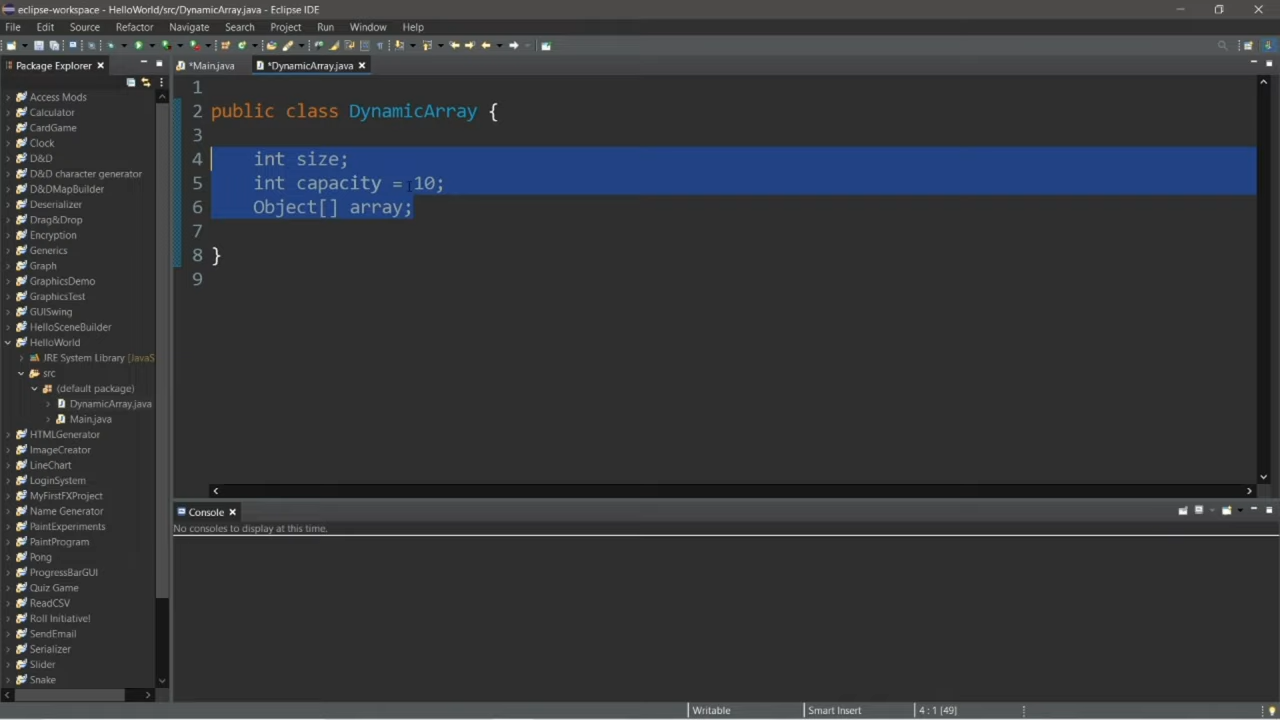 eclipse-workspace - HelloWorld/src/DynamicArray.java - Eclipse IDE
File Edit Source Refactor Navigate Search Project Run Window Help
Package Explorer
*Main.java
*DynamicArray.java
Access Mods
Calculator
CardGame
Clock
D&D
D&D character generator
D&DMapBuilder
Deserializer
Drag&Drop
Encryption
Generics
Graph
GraphicsDemo
GraphicsTest
GUISwing
HelloSceneBuilder
HelloWorld
JRE System Library [JavaS
src
(default package)
DynamicArray.java
Main.java
HTMLGenerator
ImageCreator
LineChart
LoginSystem
MyFirstFXProject
Name Generator
PaintExperiments
PaintProgram
Pong
ProgressBarGUI
Quiz Game
ReadCSV
Roll Initiative!
SendEmail
Serializer
Slider
Snake
1
2 public class DynamicArray {
3
4 int size;
5 int capacity = 10;
6 Object[] array;
7
8 }
9
Console
No consoles to display at this time.
Writable Smart Insert 4 : 1 [49]